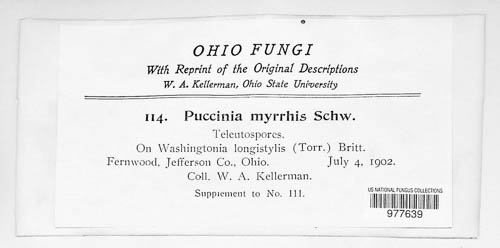 OHIO FUNGI
With Reprint of the Original Descriptions
W. A. Kellerman, Ohio State University
114. Puccinia myrrhis Schw.
Teleutospores.
On Washingtonia longistylis (Torr.) Britt.
Fernwood, Jefferson Co., Ohio. July 4, 1902.
Coll. W. A. Kellerman.
Supplement to No. 111.
US NATIONAL FUNGUS COLLECTIONS
977639